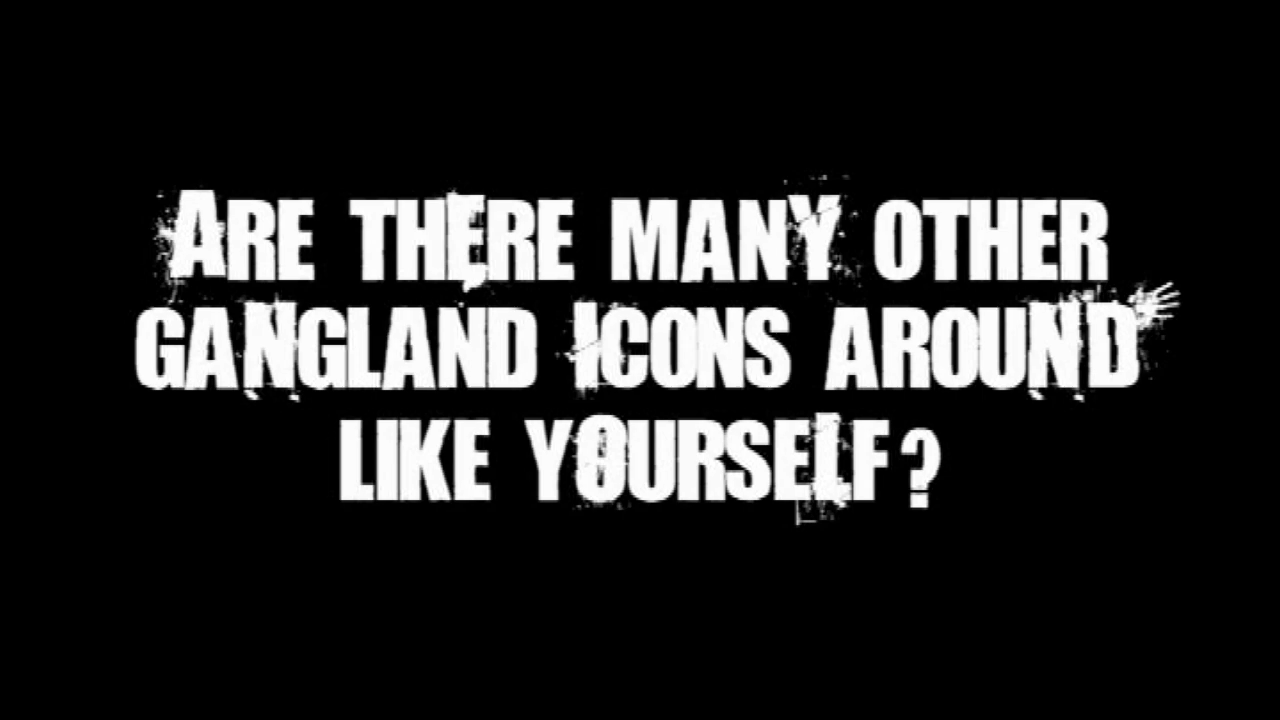 ARE THERE MANY OTHER
GANGLAND ICONS AROUND
LIKE YOURSELF?